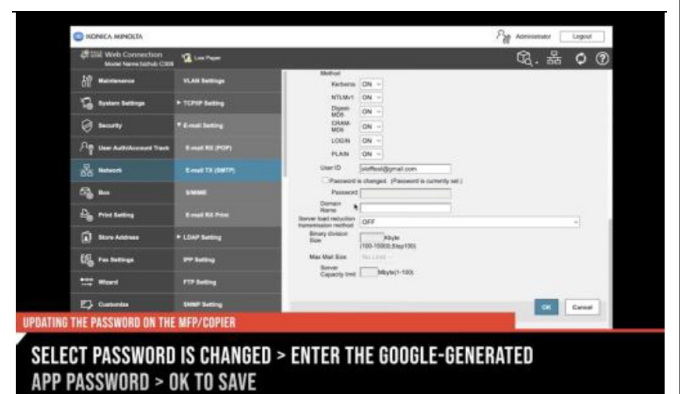 KONICA MINOLTA
Administrator
Logout
Web Connection
Model Name:bizhub C308
Low Paper
Maintenance
System Settings
Security
User Auth/Account Track
Network
Box
Print Setting
Store Address
Fax Settings
Wizard
Customize
VLAN Settings
TCP/IP Setting
E-mail Setting
E-mail RX (POP)
E-mail TX (SMTP)
S/MIME
E-mail RX Print
LDAP Setting
IPP Setting
FTP Setting
SNMP Setting
Method
Kerberos ON
NTLMv1 ON
Digest-MD5 ON
CRAM-MD5 ON
LOGIN ON
PLAIN ON
User ID
Password is changed. (Password is currently set.)
Password
Domain Name
Server load reduction transmission method OFF
Binary division Size Kbyte
(100-15000,Step100)
Max Mail Size No Limit
Server Capacity limit Mbyte(1-100)
OK
Cancel
UPDATING THE PASSWORD ON THE MFP/COPIER
SELECT PASSWORD IS CHANGED > ENTER THE GOOGLE-GENERATED
APP PASSWORD > OK TO SAVE